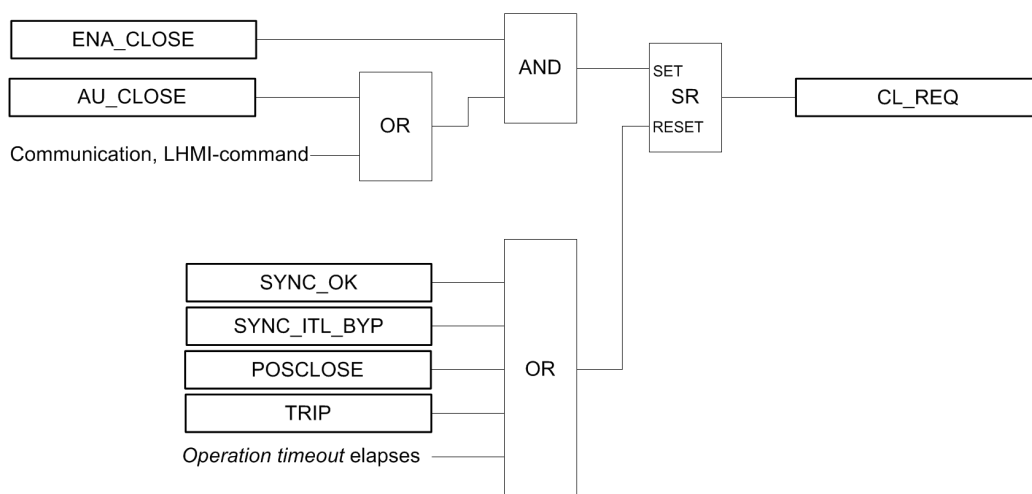 ENA_CLOSE
AU_CLOSE
Communication, LHMI-command
OR
AND
SET
SR
RESET
CL_REQ
SYNC_OK
SYNC_ITL_BYP
POSCLOSE
TRIP
Operation timeout elapses
OR